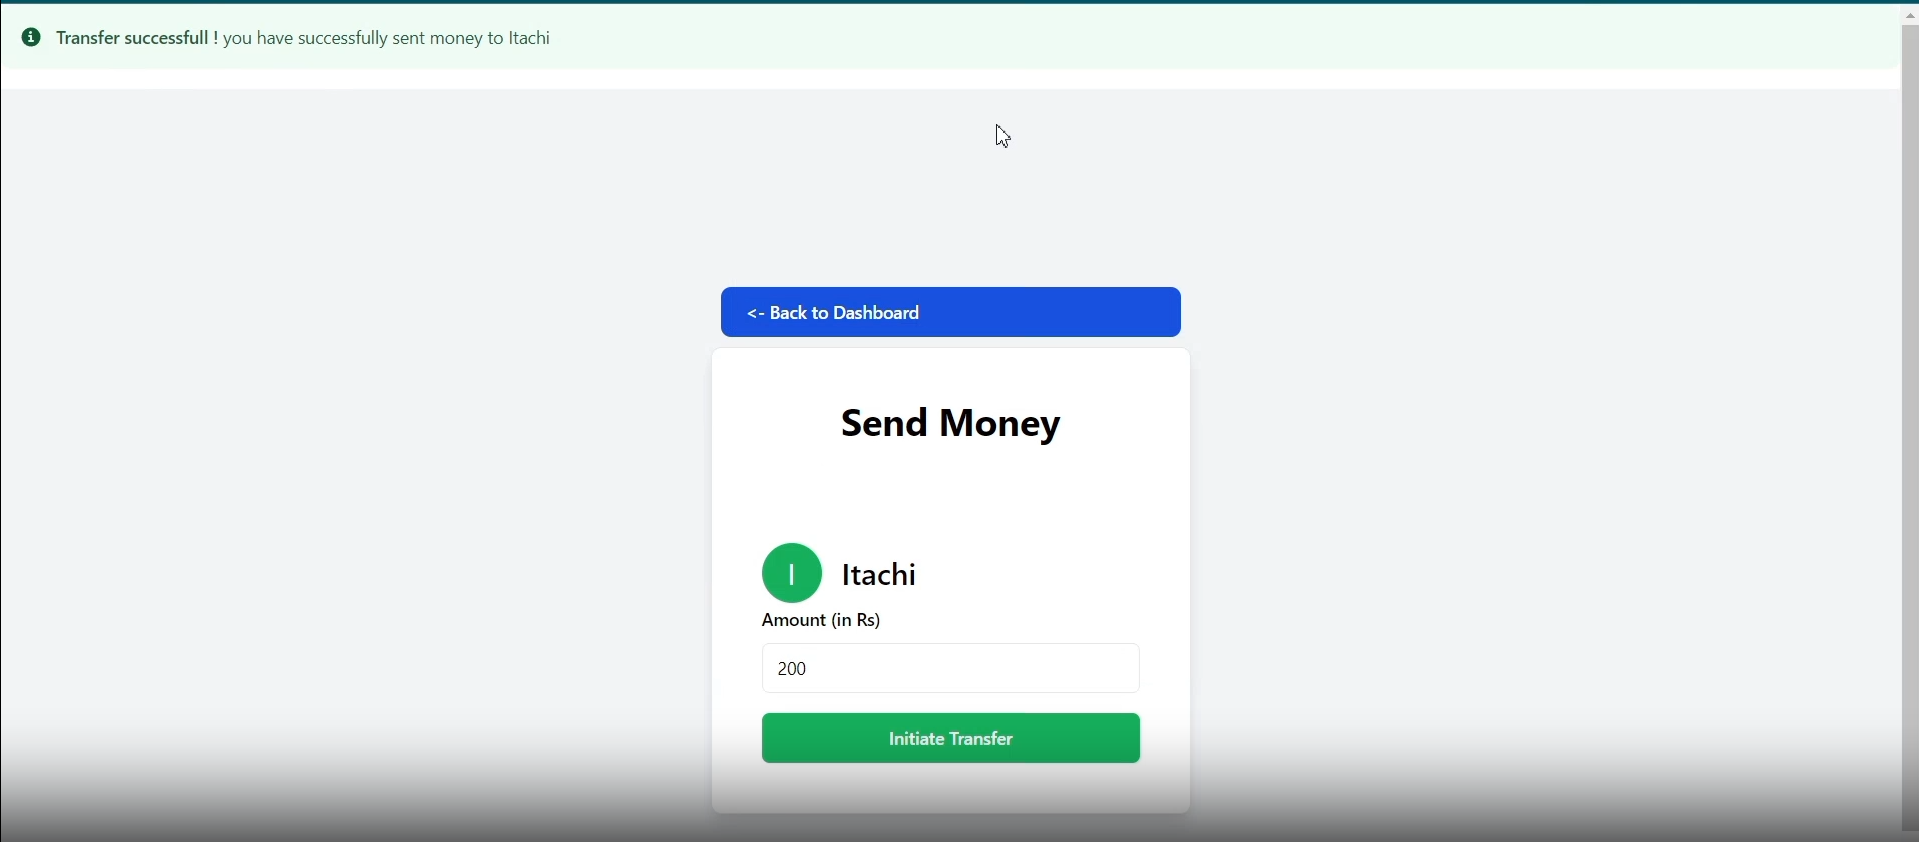 Transfer successfull ! you have successfully sent money to Itachi
<- Back to Dashboard
Send Money
I
Itachi
Amount (in Rs)
200
Initiate Transfer